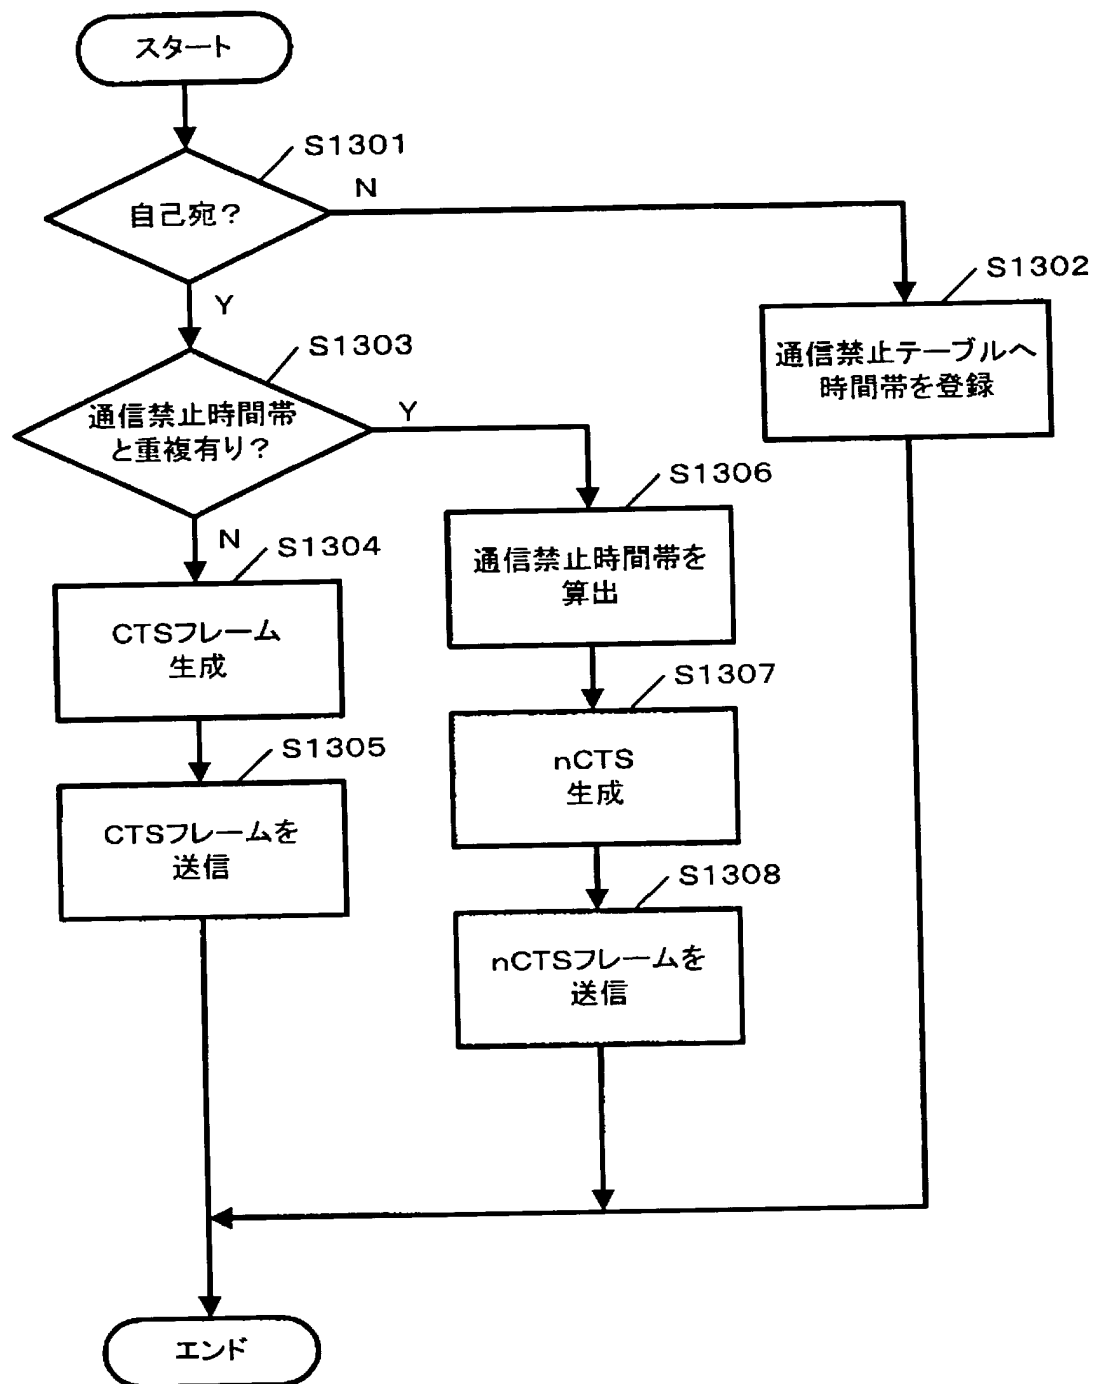 スタート
S1301
自己宛?
N
Y
S1302
通信禁止テーブルへ
時間帯を登録
S1303
通信禁止時間帯
と重複有り?
Y
N
S1304
CTSフレーム
生成
S1305
CTSフレームを
送信
S1306
通信禁止時間帯を
算出
S1307
nCTS
生成
S1308
nCTSフレームを
送信
エンド